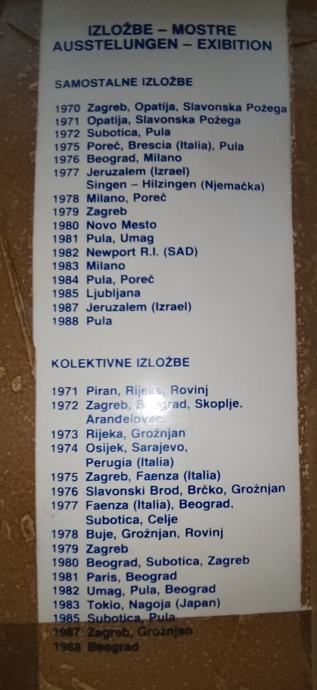 IZLOŽBE – MOSTRE
AUSSTELUNGEN – EXIBITION
SAMOSTALNE IZLOŽBE
1970 Zagreb, Opatija, Slavonska Požega
1971 Opatija, Slavonska Požega
1972 Subotica, Pula
1975 Poreč, Brescia (Italia), Pula
1976 Beograd, Milano
1977 Jeruzalem (Izrael)
Singen – Hilzingen (Njemačka)
1978 Milano, Poreč
1979 Zagreb
1980 Novo Mesto
1981 Pula, Umag
1982 Newport R.I. (SAD)
1983 Milano
1984 Pula, Poreč
1985 Ljubljana
1987 Jeruzalem (Izrael)
1988 Pula
KOLEKTIVNE IZLOŽBE
1971 Piran, Rijeka, Rovinj
1972 Zagreb, Beograd, Skoplje,
Aranđelovac
1973 Rijeka, Grožnjan
1974 Osijek, Sarajevo,
Perugia (Italia)
1975 Zagreb, Faenza (Italia)
1976 Slavonski Brod, Brčko, Grožnjan
1977 Faenza (Italia), Beograd,
Subotica, Celje
1978 Buje, Grožnjan, Rovinj
1979 Zagreb
1980 Beograd, Subotica, Zagreb
1981 Paris, Beograd
1982 Umag, Pula, Beograd
1983 Tokio, Nagoja (Japan)
1985 Subotica, Pula
1987 Zagreb, Grožnjan
1988 Beograd